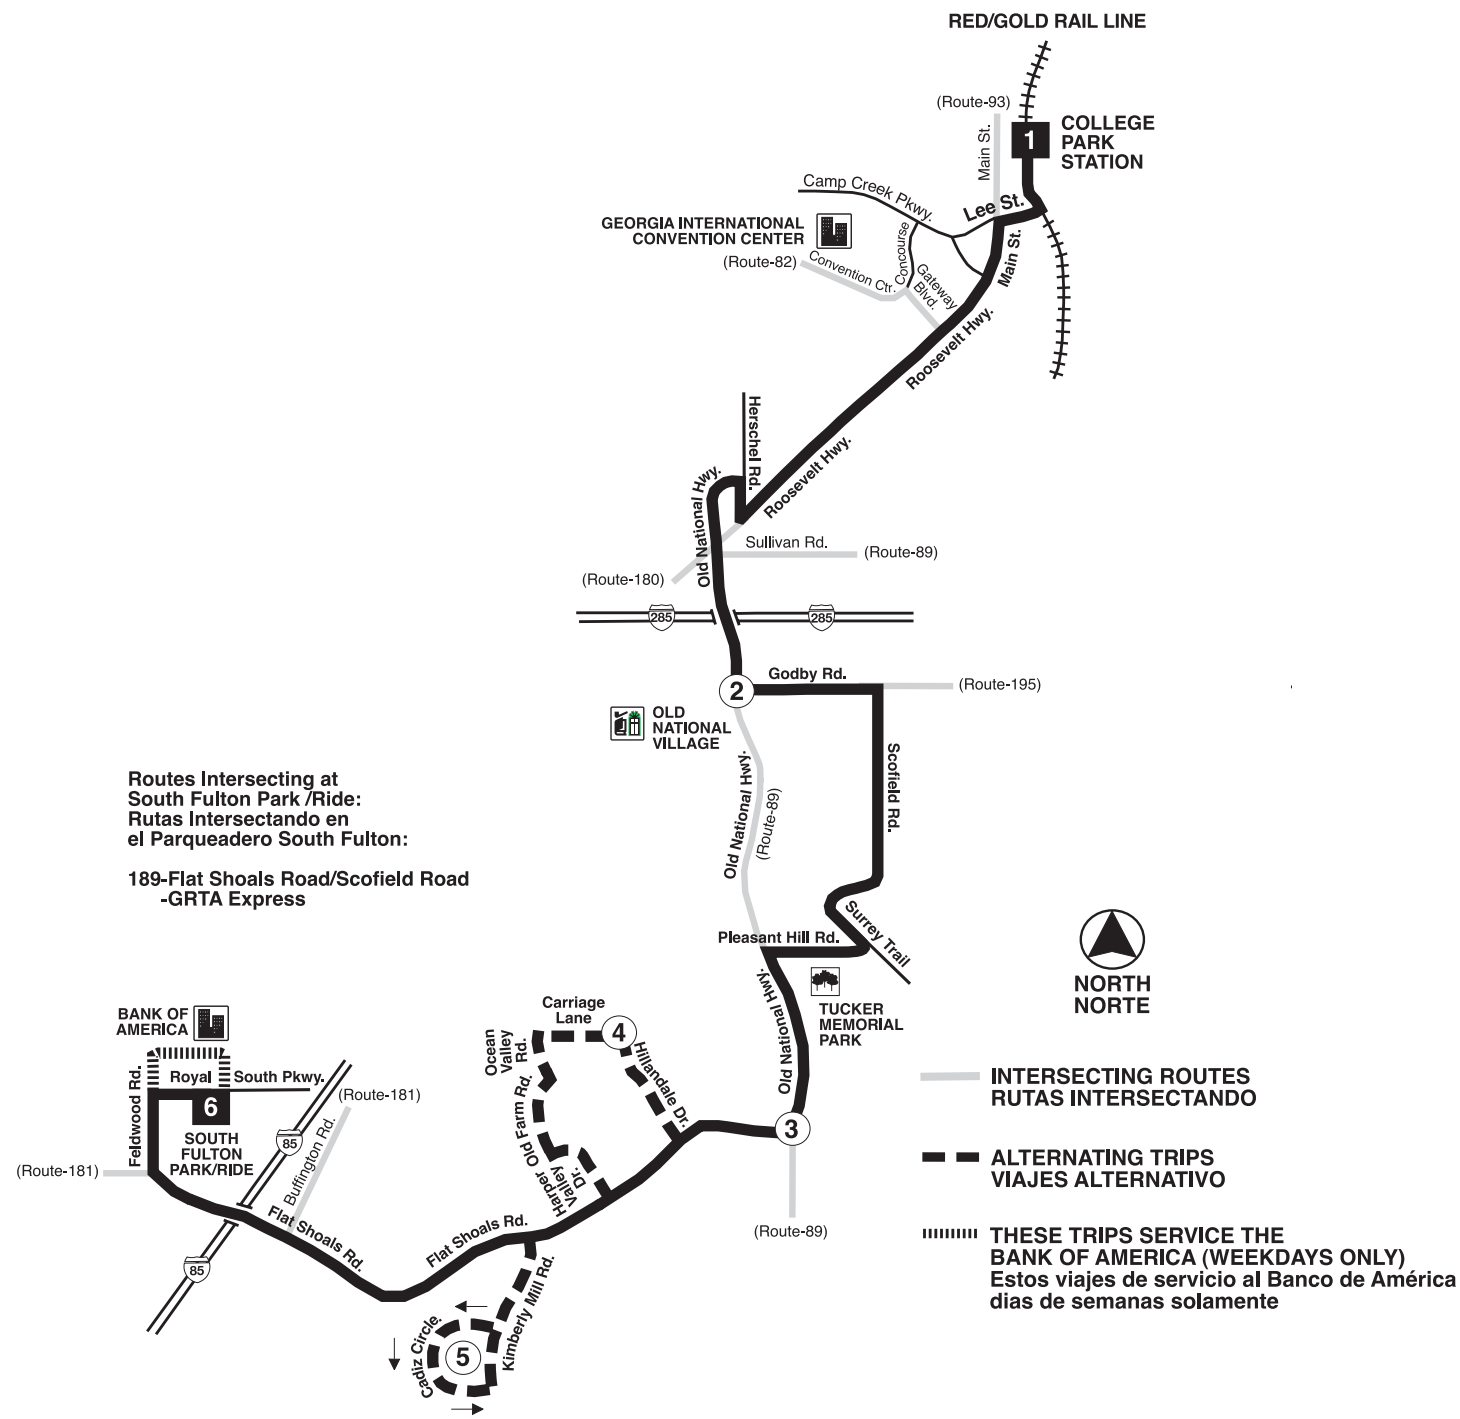 RED/GOLD RAIL LINE
(Route-93)
Main St.
1
COLLEGE
PARK
STATION
Camp Creek Pkwy.
Lee St.
GEORGIA INTERNATIONAL
CONVENTION CENTER
(Route-82)
Convention Ctr.
Concourse
Gateway
Blvd.
Main St.
Roosevelt Hwy.
Herschel Rd.
Roosevelt Hwy.
Old National Hwy.
Sullivan Rd.
(Route-89)
(Route-180)
285
285
2
Godby Rd.
(Route-195)
OLD
NATIONAL
VILLAGE
Old National Hwy.
(Route-89)
Scofield Rd.
Surrey Trail
Pleasant Hill Rd.
Old National Hwy.
TUCKER
MEMORIAL
PARK
Routes Intersecting at
South Fulton Park /Ride:
Rutas Intersectando en
el Parqueadero South Fulton:
189-Flat Shoals Road/Scofield Road
-GRTA Express
NORTH
NORTE
BANK OF
AMERICA
Royal
South Pkwy.
Feldwood Rd.
6
SOUTH
FULTON
PARK/RIDE
(Route-181)
(Route-181)
85
Buffington Rd.
85
Flat Shoals Rd.
Flat Shoals Rd.
Carriage
Lane
4
Ocean
Valley
Rd.
Hillandale Dr.
Old Farm Rd.
Harper
Valley
Dr.
3
(Route-89)
Kimberly Mill Rd.
Cadiz Circle.
5
INTERSECTING ROUTES
RUTAS INTERSECTANDO
ALTERNATING TRIPS
VIAJES ALTERNATIVO
THESE TRIPS SERVICE THE
BANK OF AMERICA (WEEKDAYS ONLY)
Estos viajes de servicio al Banco de América
dias de semanas solamente